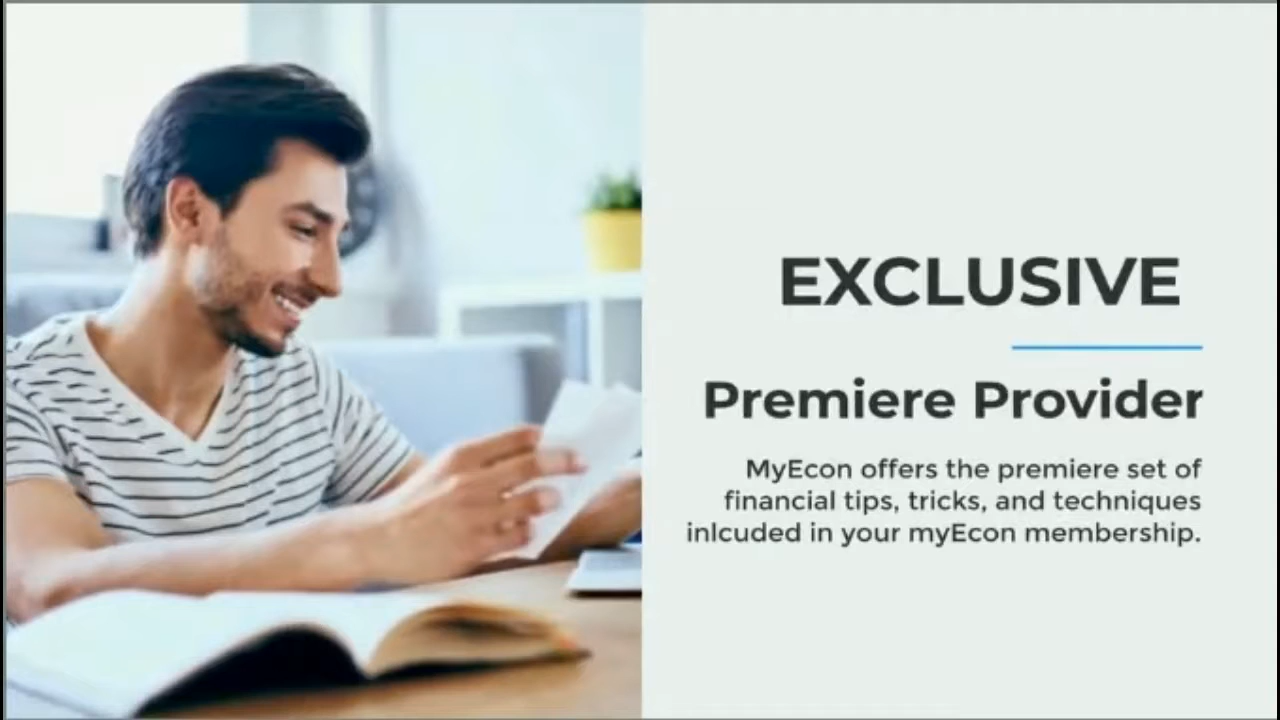 EXCLUSIVE
Premiere Provider
MyEcon offers the premiere set of
financial tips, tricks, and techniques
inlcuded in your myEcon membership.